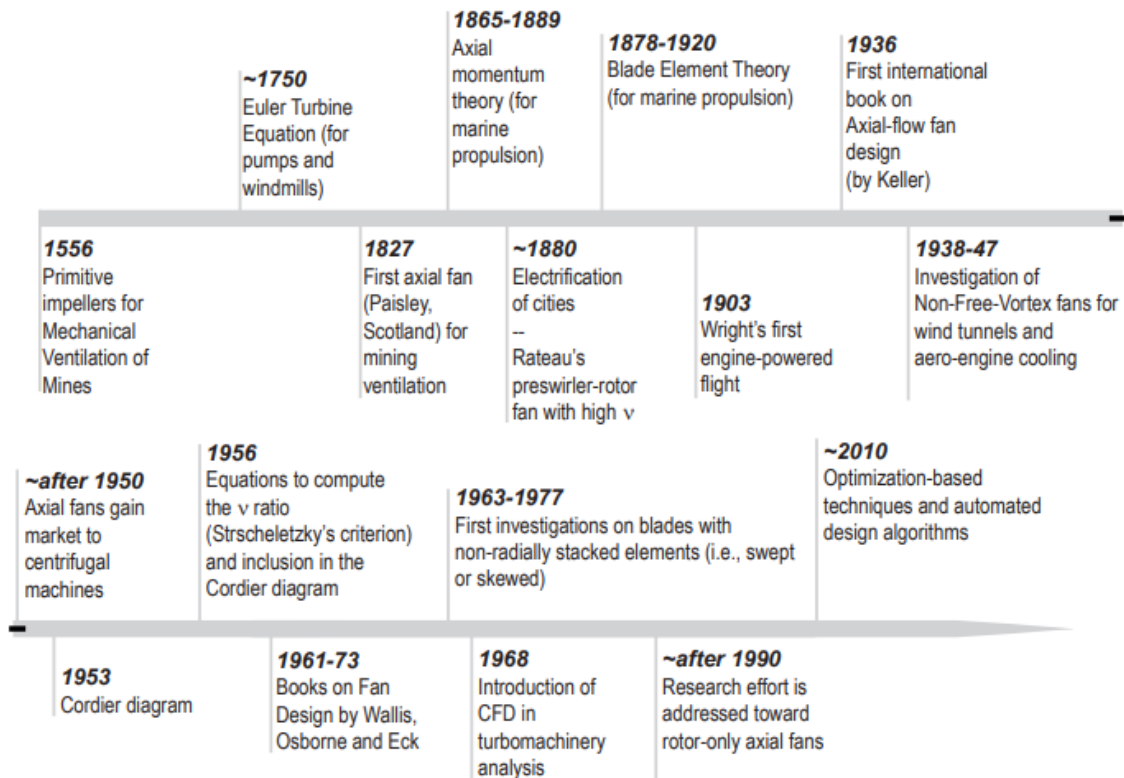 1865-1889
Axial
momentum
theory (for
marine
propulsion)
1878-1920
Blade Element Theory
(for marine propulsion)
1936
First international
book on
Axial-flow fan
design
(by Keller)
~1750
Euler Turbine
Equation (for
pumps and
windmills)
1556
Primitive
impellers for
Mechanical
Ventilation of
Mines
1827
First axial fan
(Paisley,
Scotland) for
mining
ventilation
~1880
Electrification
of cities
--
Rateau's
preswirler-rotor
fan with high ν
1903
Wright's first
engine-powered
flight
1938-47
Investigation of
Non-Free-Vortex fans for
wind tunnels and
aero-engine cooling
~after 1950
Axial fans gain
market to
centrifugal
machines
1956
Equations to compute
the ν ratio
(Strscheletzky's criterion)
and inclusion in the
Cordier diagram
1963-1977
First investigations on blades with
non-radially stacked elements (i.e., swept
or skewed)
~2010
Optimization-based
techniques and automated
design algorithms
1953
Cordier diagram
1961-73
Books on Fan
Design by Wallis,
Osborne and Eck
1968
Introduction of
CFD in
turbomachinery
analysis
~after 1990
Research effort is
addressed toward
rotor-only axial fans